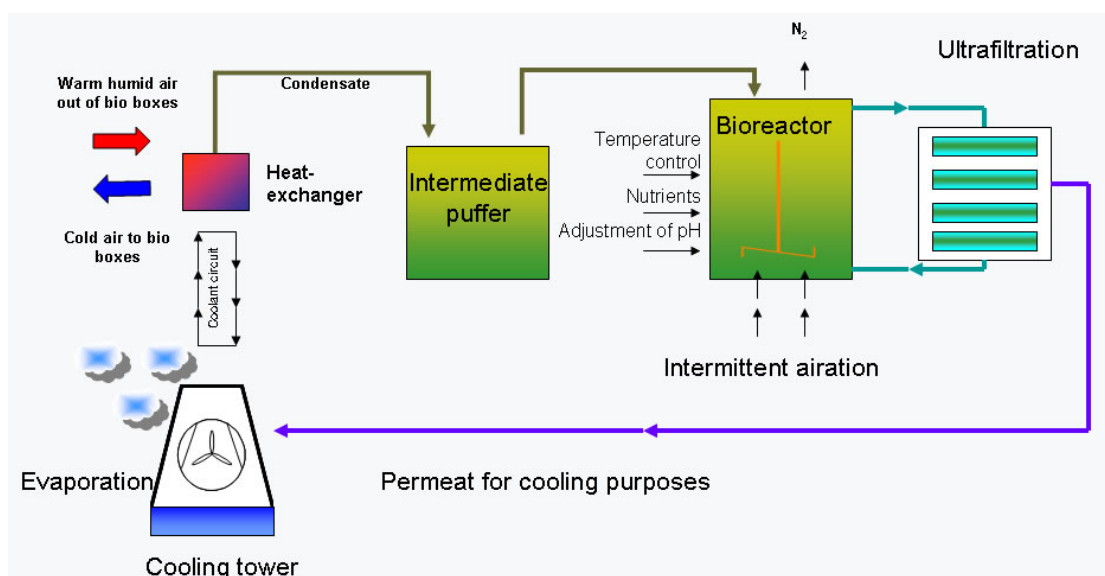 N2
Ultrafiltration
Warm humid air
out of bio boxes
Condensate
Bioreactor
Temperature
control
Heat-
exchanger
Intermediate
puffer
Nutrients
Adjustment of pH
Cold air to bio
boxes
Coolant circuit
Intermittent airation
Evaporation
Permeat for cooling purposes
Cooling tower